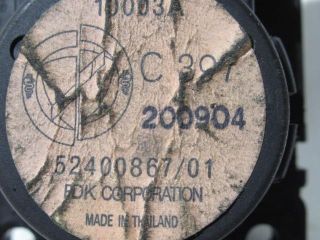 10003A
C 397
200904
52400867/01
FDK CORPORATION
MADE IN THAILAND